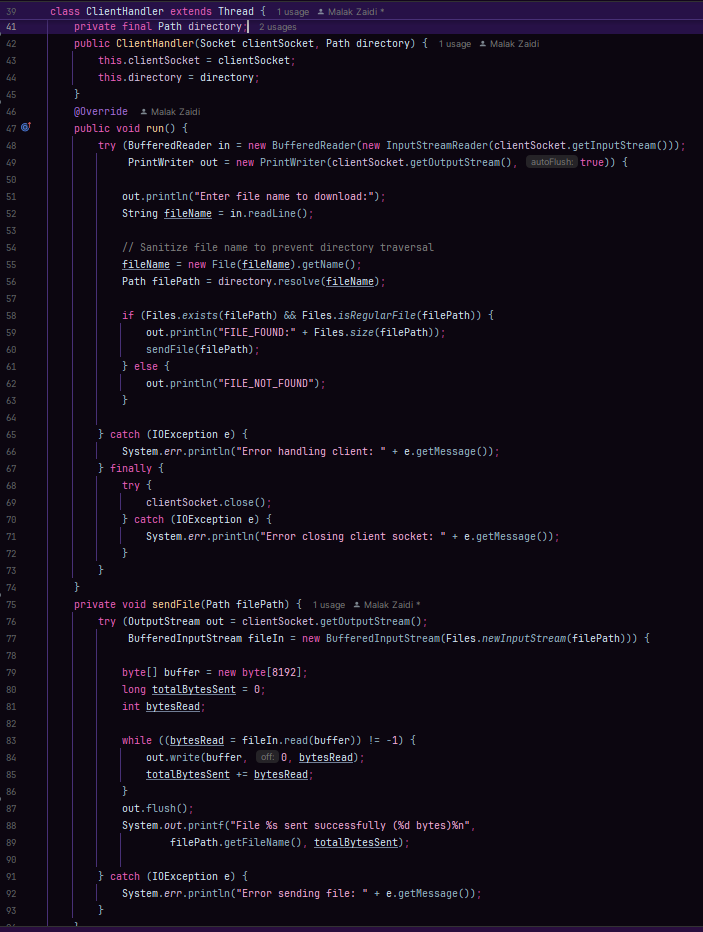 39 class ClientHandler extends Thread { 1 usage Malak Zaidi *
41 private final Path directory; 2 usages
42 public ClientHandler(Socket clientSocket, Path directory) { 1 usage Malak Zaidi
43 this.clientSocket = clientSocket;
44 this.directory = directory;
45 }
46 @Override Malak Zaidi
47 public void run() {
48 try (BufferedReader in = new BufferedReader(new InputStreamReader(clientSocket.getInputStream()));
49 PrintWriter out = new PrintWriter(clientSocket.getOutputStream(), autoFlush: true)) {
50
51 out.println("Enter file name to download:");
52 String fileName = in.readLine();
53
54 // Sanitize file name to prevent directory traversal
55 fileName = new File(fileName).getName();
56 Path filePath = directory.resolve(fileName);
57
58 if (Files.exists(filePath) && Files.isRegularFile(filePath)) {
59 out.println("FILE_FOUND:" + Files.size(filePath));
60 sendFile(filePath);
61 } else {
62 out.println("FILE_NOT_FOUND");
63 }
64
65 } catch (IOException e) {
66 System.err.println("Error handling client: " + e.getMessage());
67 } finally {
68 try {
69 clientSocket.close();
70 } catch (IOException e) {
71 System.err.println("Error closing client socket: " + e.getMessage());
72 }
73 }
74 }
75 private void sendFile(Path filePath) { 1 usage Malak Zaidi *
76 try (OutputStream out = clientSocket.getOutputStream();
77 BufferedInputStream fileIn = new BufferedInputStream(Files.newInputStream(filePath))) {
78
79 byte[] buffer = new byte[8192];
80 long totalBytesSent = 0;
81 int bytesRead;
82
83 while ((bytesRead = fileIn.read(buffer)) != -1) {
84 out.write(buffer, off: 0, bytesRead);
85 totalBytesSent += bytesRead;
86 }
87 out.flush();
88 System.out.printf("File %s sent successfully (%d bytes)%n",
89 filePath.getFileName(), totalBytesSent);
90
91 } catch (IOException e) {
92 System.err.println("Error sending file: " + e.getMessage());
93 }